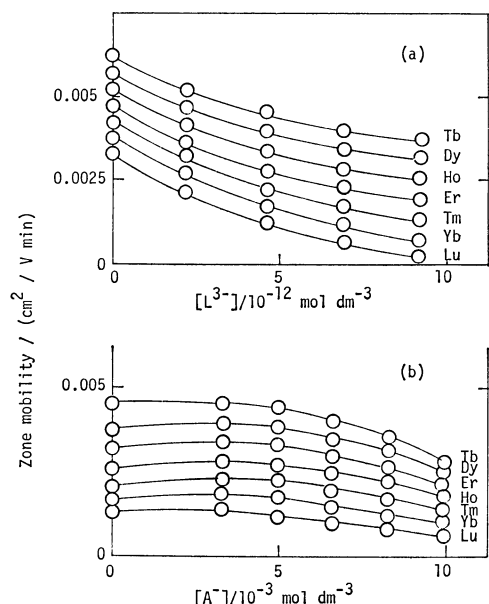 Zone mobility / (cm² / V min)
(a)
0.005
0.0025
0
Tb
Dy
Ho
Er
Tm
Yb
Lu
0
5
10
[L³⁻]/10⁻¹² mol dm⁻³
(b)
0.005
0
Tb
Dy
Er
Ho
Tm
Yb
Lu
0
5
10
[A⁻]/10⁻³ mol dm⁻³